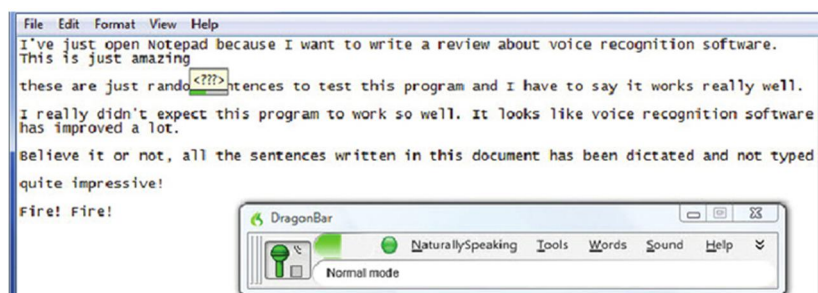 File Edit Format View Help
I've just open Notepad because I want to write a review about voice recognition software.
This is just amazing
<???>
these are just rando ntences to test this program and I have to say it works really well.
I really didn't expect this program to work so well. It looks like voice recognition software
has improved a lot.
Believe it or not, all the sentences written in this document has been dictated and not typed
quite impressive!
Fire! Fire!
DragonBar
NaturallySpeaking Tools Words Sound Help
Normal mode